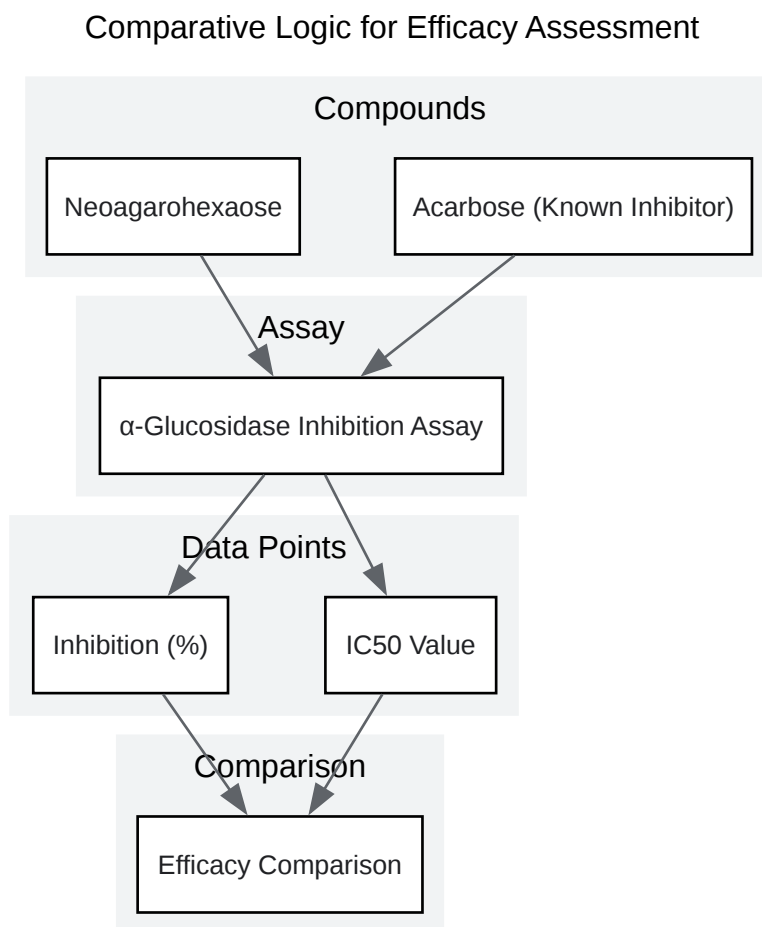 Comparative Logic for Efficacy Assessment
Compounds
Neoagarohexaose
Acarbose (Known Inhibitor)
Assay
α-Glucosidase Inhibition Assay
Data Points
Inhibition (%)
IC50 Value
Comparison
Efficacy Comparison